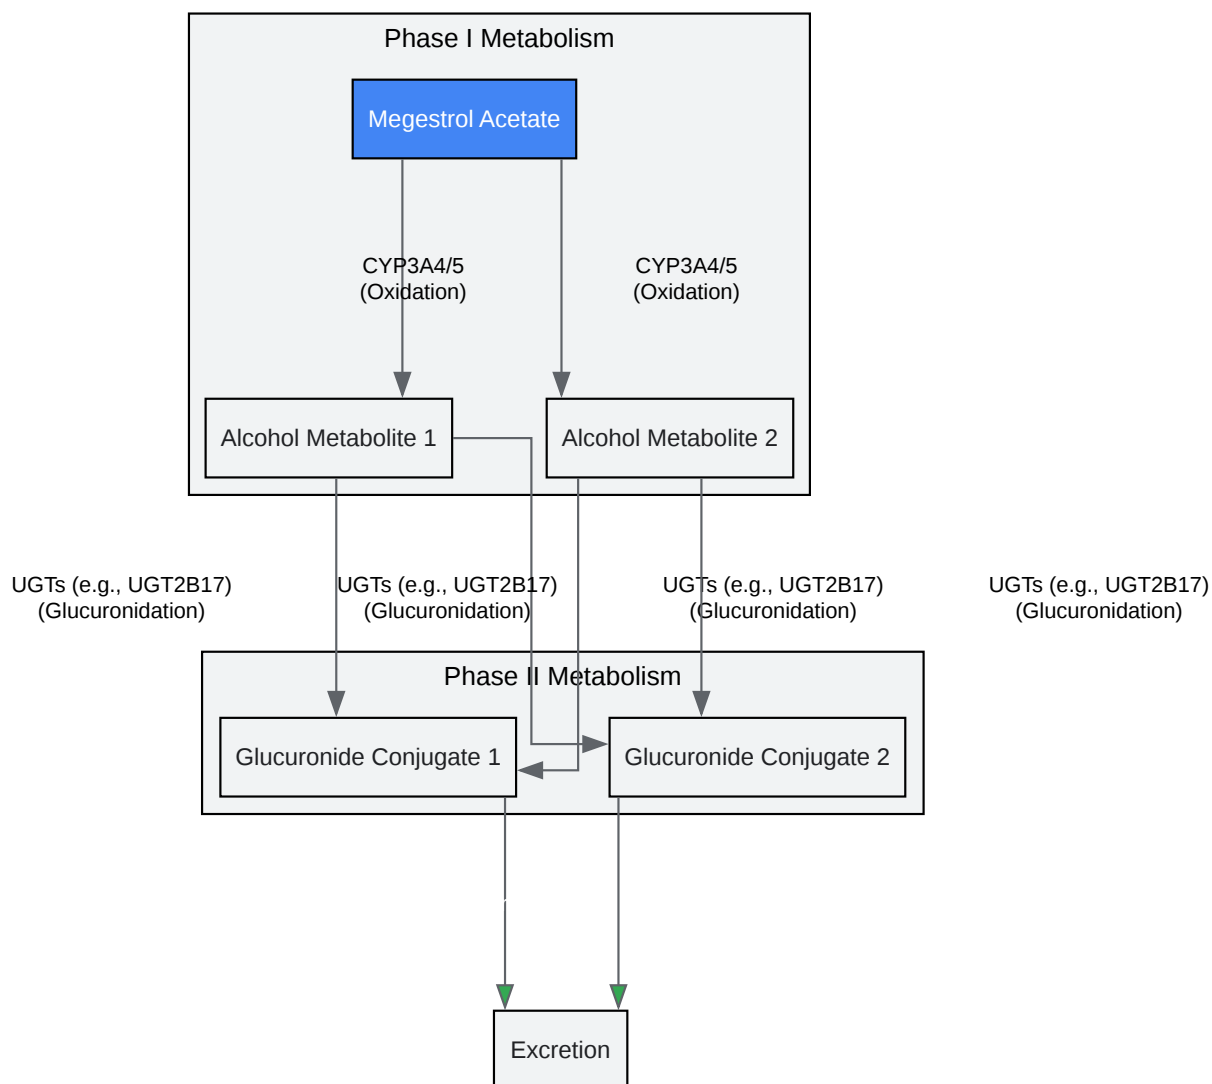 Phase I Metabolism
Megestrol Acetate
CYP3A4/5
(Oxidation)
CYP3A4/5
(Oxidation)
Alcohol Metabolite 1
Alcohol Metabolite 2
UGTs (e.g., UGT2B17)
(Glucuronidation)
UGTs (e.g., UGT2B17)
(Glucuronidation)
UGTs (e.g., UGT2B17)
(Glucuronidation)
UGTs (e.g., UGT2B17)
(Glucuronidation)
Phase II Metabolism
Glucuronide Conjugate 1
Glucuronide Conjugate 2
Excretion